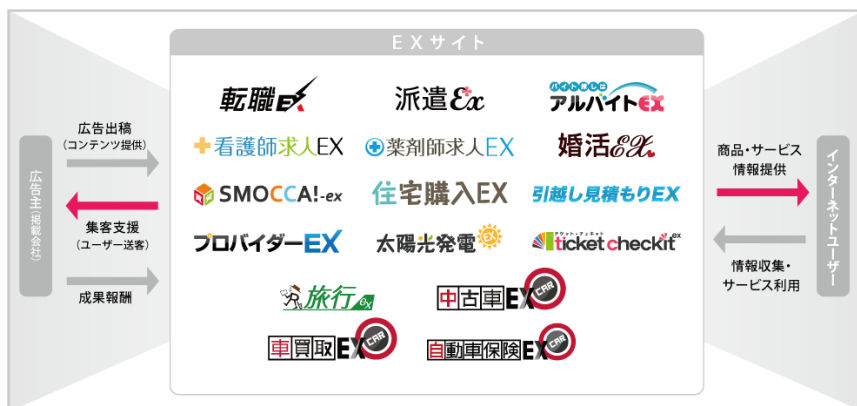 EXサイト
広告主(掲載会社)
広告出稿
(コンテンツ提供)
集客支援
(ユーザー送客)
成果報酬
転職EX
派遣Ex
バイト探しは
アルバイトEX
看護師求人EX
薬剤師求人EX
婚活EX
SMOCCA!-ex
住宅購入EX
引越し見積もりEX
プロバイダーEX
太陽光発電EX
チケット・チェキット
ticket checkit ex
旅行ex
中古車EX CAR
車買取EX CAR
自動車保険EX CAR
商品・サービス
情報提供
情報収集・
サービス利用
インターネットユーザー